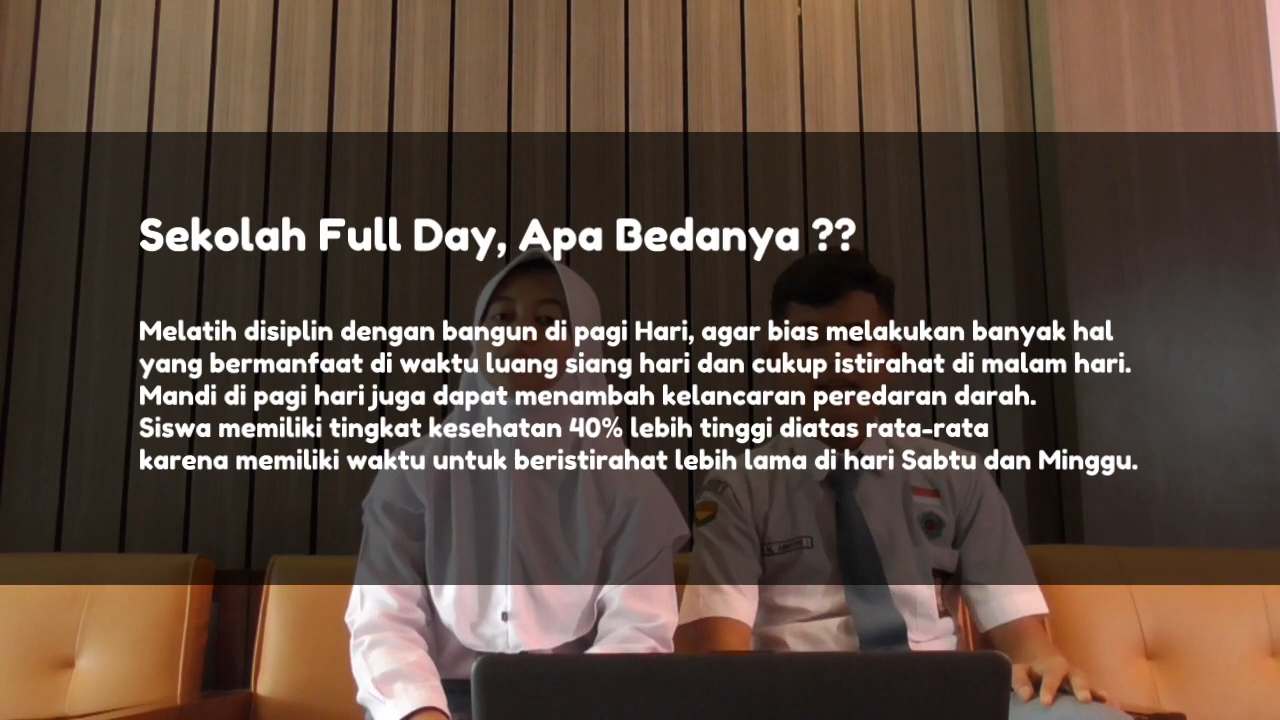 Sekolah Full Day, Apa Bedanya ??
Melatih disiplin dengan bangun di pagi Hari, agar bias melakukan banyak hal
yang bermanfaat di waktu luang siang hari dan cukup istirahat di malam hari.
Mandi di pagi hari juga dapat menambah kelancaran peredaran darah.
Siswa memiliki tingkat kesehatan 40% lebih tinggi diatas rata-rata
karena memiliki waktu untuk beristirahat lebih lama di hari Sabtu dan Minggu.